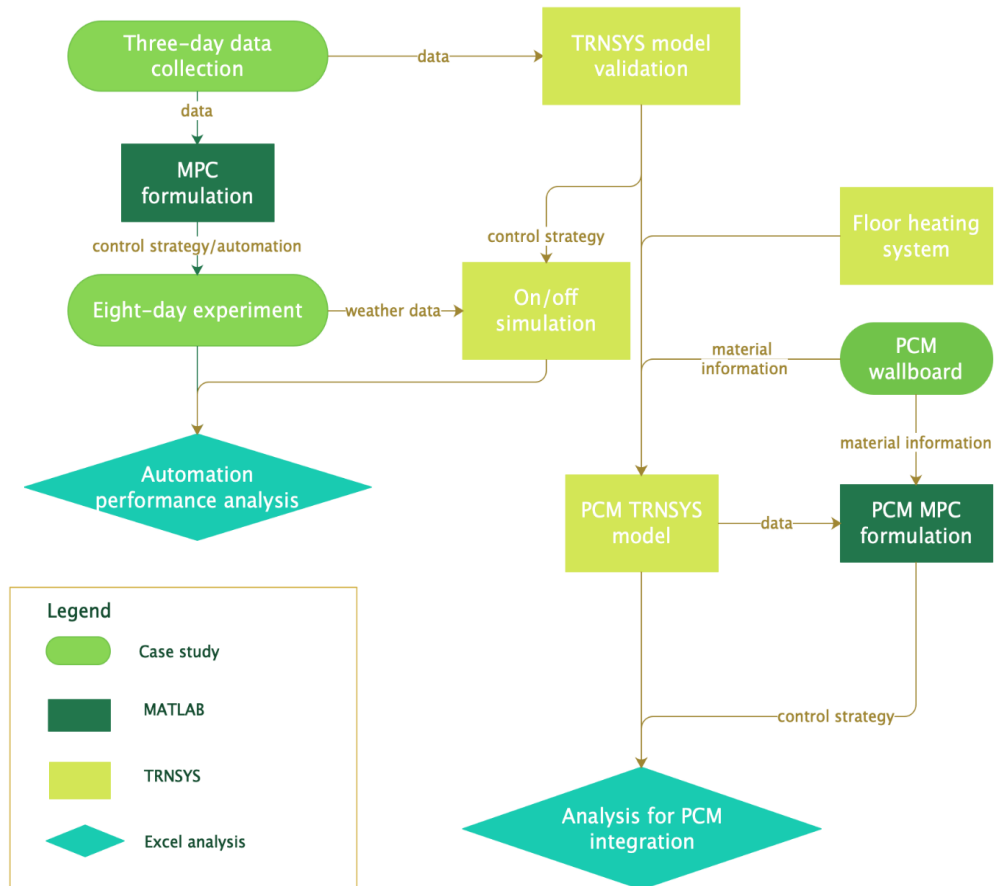 Three-day data
collection
data
TRNSYS model
validation
data
MPC
formulation
control strategy/automation
control strategy
Floor heating
system
Eight-day experiment
weather data
On/off
simulation
material
information
PCM
wallboard
material information
Automation
performance analysis
PCM TRNSYS
model
data
PCM MPC
formulation
Legend
Case study
MATLAB
control strategy
TRNSYS
Excel analysis
Analysis for PCM
integration